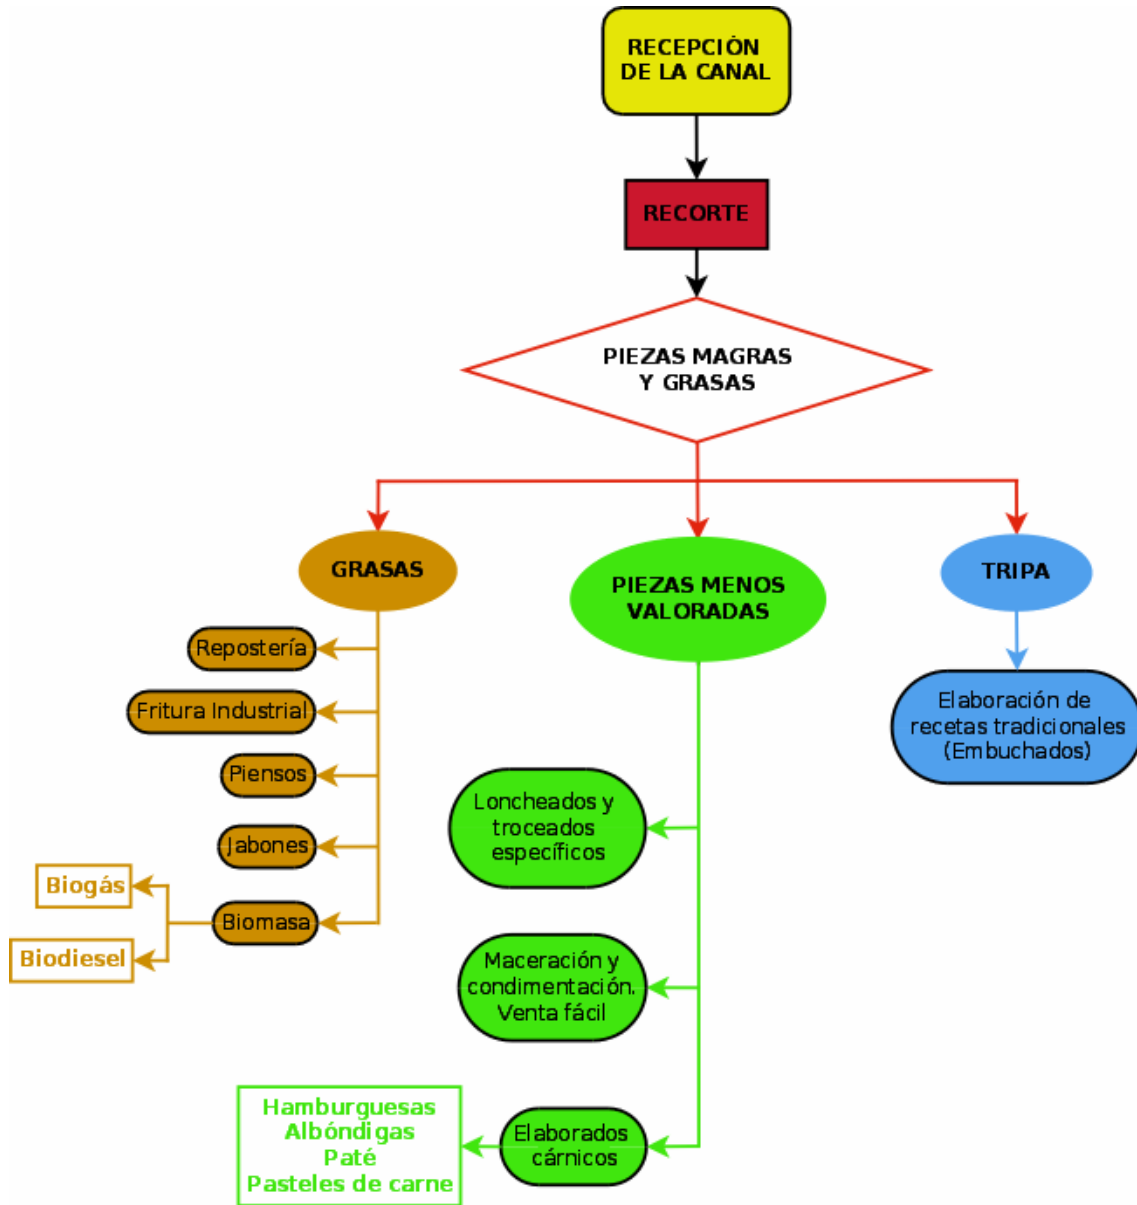 RECEPCIÓN
DE LA CANAL
RECORTE
PIEZAS MAGRAS
Y GRASAS
GRASAS
Repostería
Fritura Industrial
Piensos
Jabones
Biomasa
Biogás
Biodiesel
PIEZAS MENOS
VALORADAS
Loncheados y
troceados
específicos
Maceración y
condimentación.
Venta fácil
Elaborados
cárnicos
Hamburguesas
Albóndigas
Paté
Pasteles de carne
TRIPA
Elaboración de
recetas tradicionales
(Embuchados)